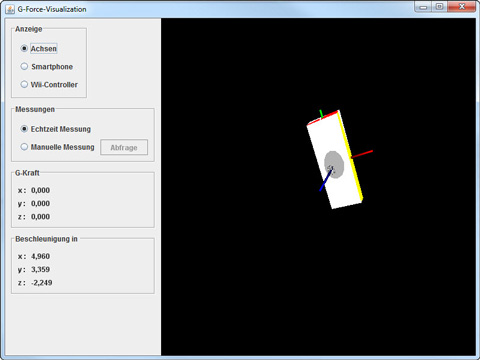 G-Force-Visualization
Anzeige
Achsen
Smartphone
Wii-Controller
Messungen
Echtzeit Messung
Manuelle Messung Abfrage
G-Kraft
x: 0,000
y: 0,000
z: 0,000
Beschleunigung in
x: 4,960
y: 3,359
z: -2,249